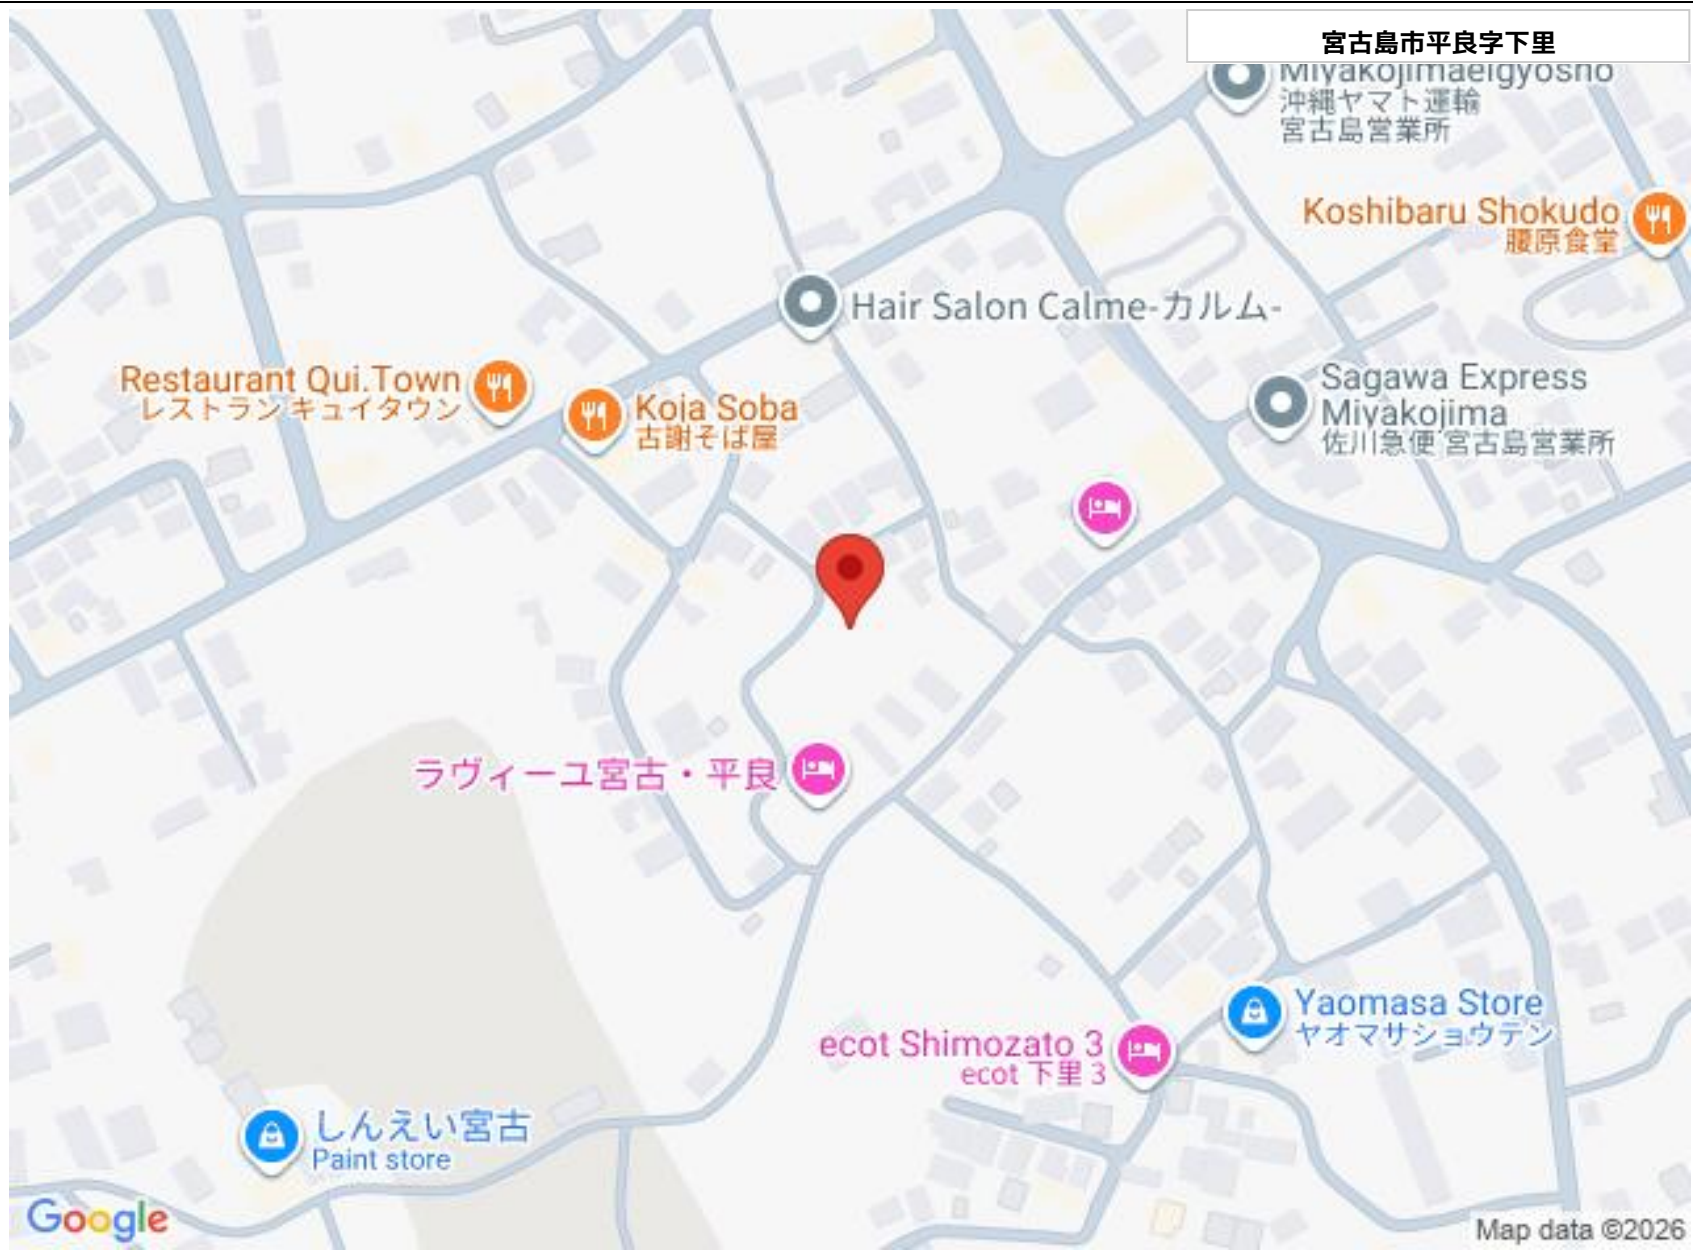 宮古島市平良字下里
Miyakojimaeigyosho
沖縄ヤマト運輸
宮古島営業所
Koshibaru Shokudo
腰原食堂
Hair Salon Calme-カルム-
Restaurant Qui.Town
レストラン キュイタウン
Koja Soba
古謝そば屋
Sagawa Express
Miyakojima
佐川急便 宮古島営業所
ラヴィーユ宮古・平良
Yaomasa Store
ヤオマサショウテン
ecot Shimozato 3
ecot 下里 3
しんえい宮古
Paint store
Google
Map data ©2026